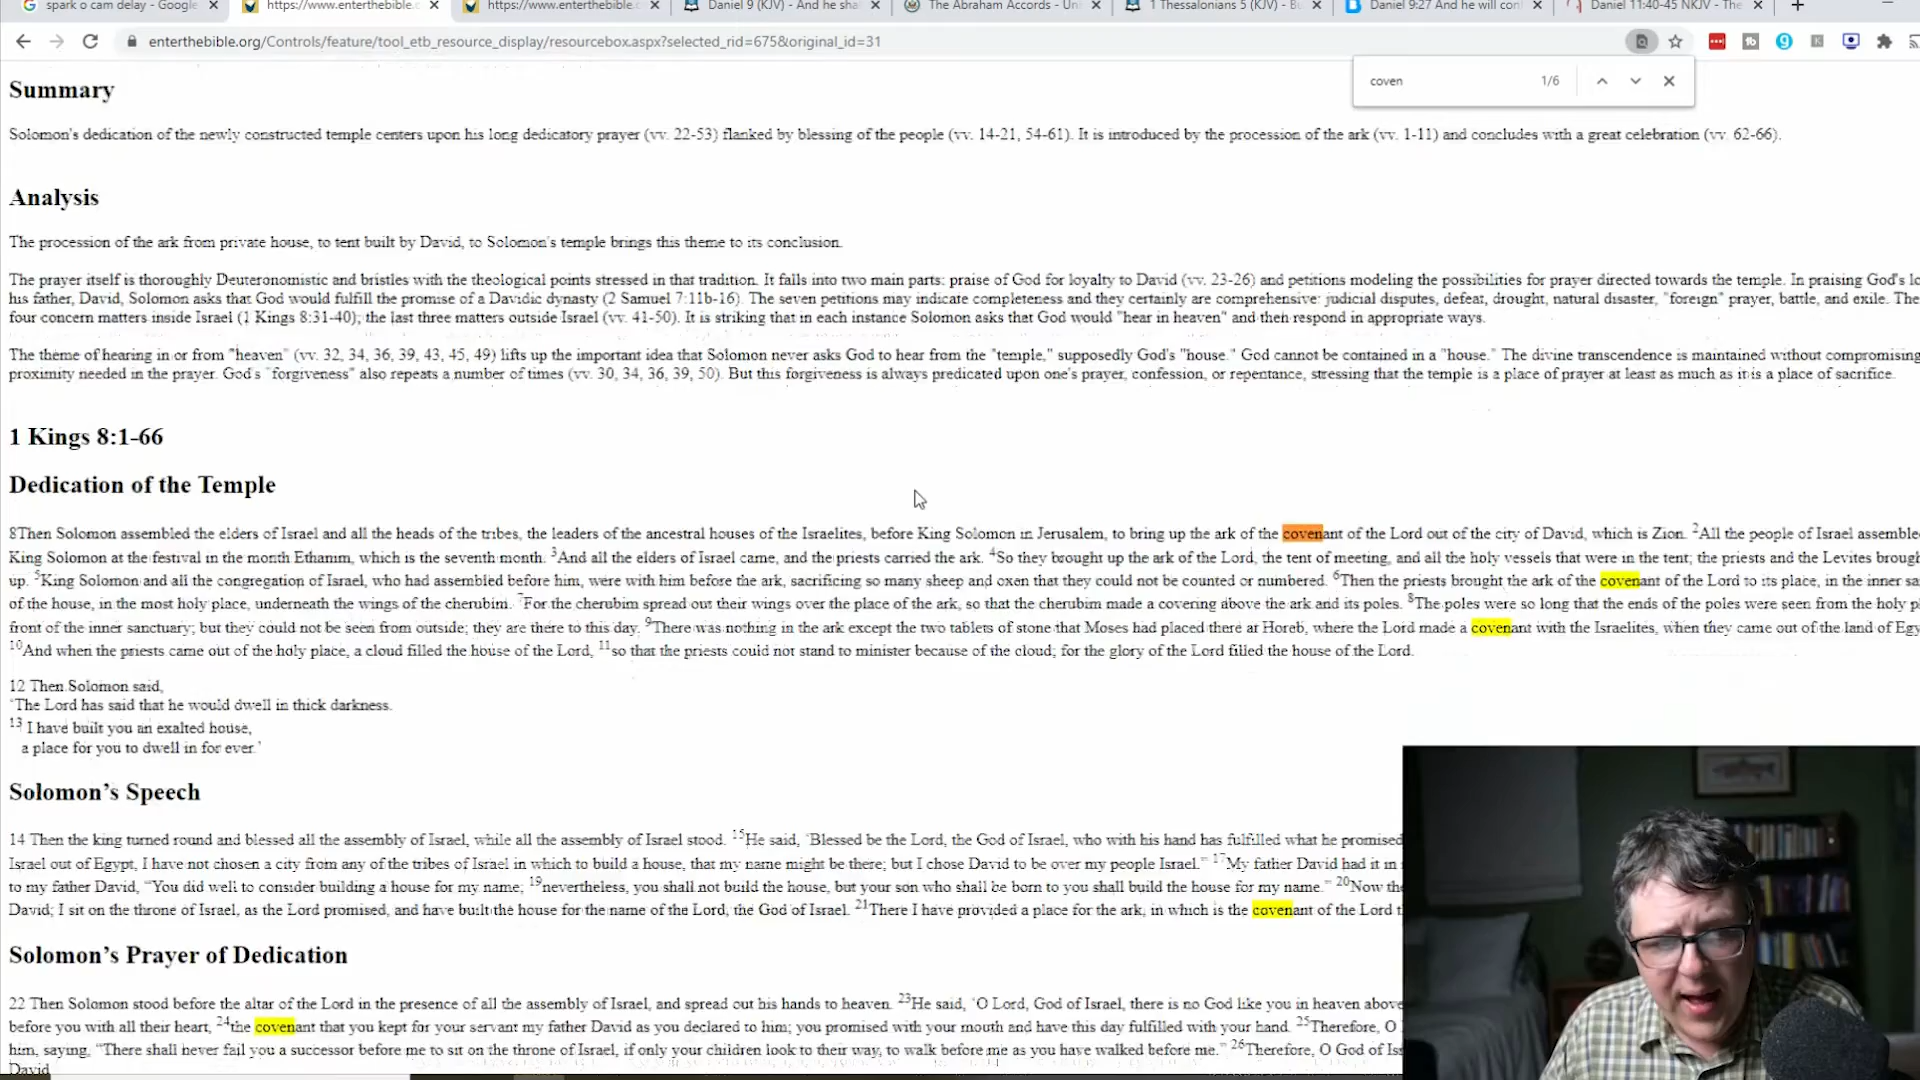 spark o cam delay - Google
https://www.enterthebible.
https://www.enterthebible.c
Daniel 9 (KJV) - And he sha
The Abraham Accords - Un
1 Thessalonians 5 (KJV) - B
Daniel 9:27 And he will con
Daniel 11:40-45 NKJV - The
enterthebible.org/Controls/feature/tool_etb_resource_display/resourcebox.aspx?selected_rid=675&original_id=31
coven 1/6
Summary
Solomon's dedication of the newly constructed temple centers upon his long dedicatory prayer (vv. 22-53) flanked by blessing of the people (vv. 14-21, 54-61). It is introduced by the procession of the ark (vv. 1-11) and concludes with a great celebration (vv. 62-66).
Analysis
The procession of the ark from private house, to tent built by David, to Solomon's temple brings this theme to its conclusion.
The prayer itself is thoroughly Deuteronomistic and bristles with the theological points stressed in that tradition. It falls into two main parts: praise of God for loyalty to David (vv. 23-26) and petitions modeling the possibilities for prayer directed towards the temple. In praising God's lo
his father, David, Solomon asks that God would fulfill the promise of a Davidic dynasty (2 Samuel 7:11b-16). The seven petitions may indicate completeness and they certainly are comprehensive: judicial disputes, defeat, drought, natural disaster, "foreign" prayer, battle, and exile. The
four concern matters inside Israel (1 Kings 8:31-40); the last three matters outside Israel (vv. 41-50). It is striking that in each instance Solomon asks that God would "hear in heaven" and then respond in appropriate ways.
The theme of hearing in or from "heaven" (vv. 32, 34, 36, 39, 43, 45, 49) lifts up the important idea that Solomon never asks God to hear from the "temple," supposedly God's "house." God cannot be contained in a "house." The divine transcendence is maintained without compromising
proximity needed in the prayer. God's "forgiveness" also repeats a number of times (vv. 30, 34, 36, 39, 50). But this forgiveness is always predicated upon one's prayer, confession, or repentance, stressing that the temple is a place of prayer at least as much as it is a place of sacrifice.
1 Kings 8:1-66
Dedication of the Temple
8Then Solomon assembled the elders of Israel and all the heads of the tribes, the leaders of the ancestral houses of the Israelites, before King Solomon in Jerusalem, to bring up the ark of the covenant of the Lord out of the city of David, which is Zion. 2All the people of Israel assemble
King Solomon at the festival in the month Ethanim, which is the seventh month. 3And all the elders of Israel came, and the priests carried the ark. 4So they brought up the ark of the Lord, the tent of meeting, and all the holy vessels that were in the tent; the priests and the Levites brough
up. 5King Solomon and all the congregation of Israel, who had assembled before him, were with him before the ark, sacrificing so many sheep and oxen that they could not be counted or numbered. 6Then the priests brought the ark of the covenant of the Lord to its place, in the inner sa
of the house, in the most holy place, underneath the wings of the cherubim. 7For the cherubim spread out their wings over the place of the ark, so that the cherubim made a covering above the ark and its poles. 8The poles were so long that the ends of the poles were seen from the holy p
front of the inner sanctuary; but they could not be seen from outside; they are there to this day. 9There was nothing in the ark except the two tablets of stone that Moses had placed there at Horeb, where the Lord made a covenant with the Israelites, when they came out of the land of Egy
10And when the priests came out of the holy place, a cloud filled the house of the Lord, 11so that the priests could not stand to minister because of the cloud; for the glory of the Lord filled the house of the Lord.
12 Then Solomon said,
'The Lord has said that he would dwell in thick darkness.
13 I have built you an exalted house,
a place for you to dwell in for ever.'
Solomon's Speech
14 Then the king turned round and blessed all the assembly of Israel, while all the assembly of Israel stood. 15He said, 'Blessed be the Lord, the God of Israel, who with his hand has fulfilled what he promised
Israel out of Egypt, I have not chosen a city from any of the tribes of Israel in which to build a house, that my name might be there; but I chose David to be over my people Israel." 17My father David had it in
to my father David, "You did well to consider building a house for my name; 19nevertheless, you shall not build the house, but your son who shall be born to you shall build the house for my name." 20Now the
David; I sit on the throne of Israel, as the Lord promised, and have built the house for the name of the Lord, the God of Israel. 21There I have provided a place for the ark, in which is the covenant of the Lord t
Solomon's Prayer of Dedication
22 Then Solomon stood before the altar of the Lord in the presence of all the assembly of Israel, and spread out his hands to heaven. 23He said, 'O Lord, God of Israel, there is no God like you in heaven above
before you with all their heart, 24the covenant that you kept for your servant my father David as you declared to him; you promised with your mouth and have this day fulfilled with your hand. 25Therefore, O
him, saying, "There shall never fail you a successor before me to sit on the throne of Israel, if only your children look to their way, to walk before me as you have walked before me." 26Therefore, O God of Is
David